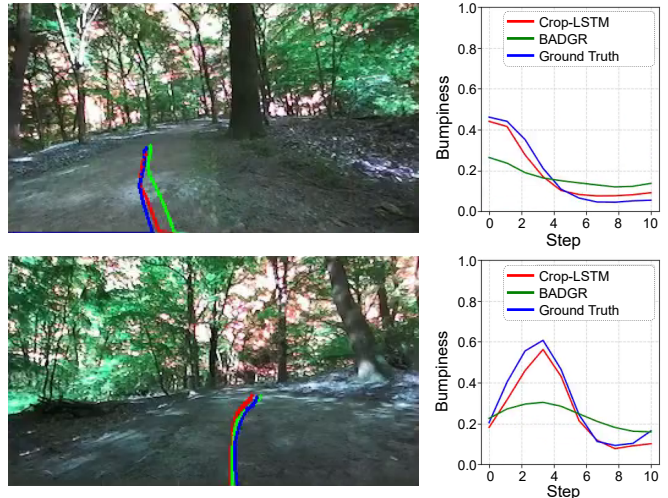 1.0
0.8
0.6
0.4
0.2
0.0
Bumpiness
Crop-LSTM
BADGR
Ground Truth
0 2 4 6 8 10
Step
1.0
0.8
0.6
0.4
0.2
0.0
Bumpiness
Crop-LSTM
BADGR
Ground Truth
0 2 4 6 8 10
Step